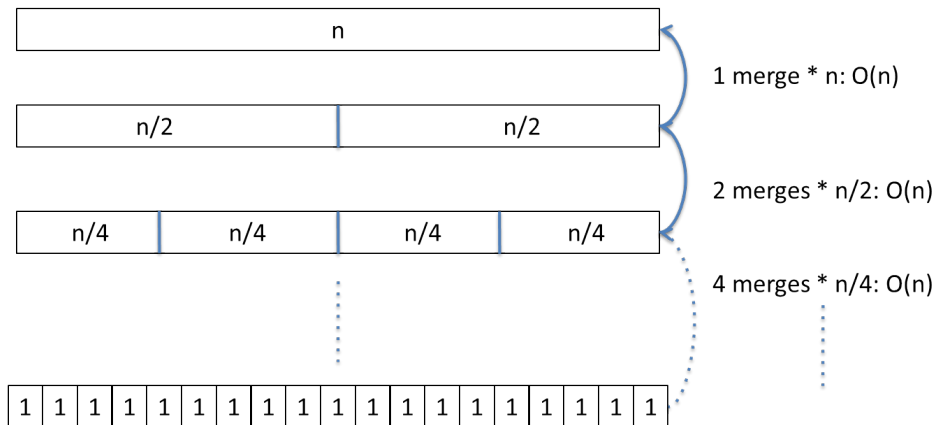 n
1 merge * n: O(n)
n/2 n/2
2 merges * n/2: O(n)
n/4 n/4 n/4 n/4
4 merges * n/4: O(n)
1 1 1 1 1 1 1 1 1 1 1 1 1 1 1 1 1 1 1